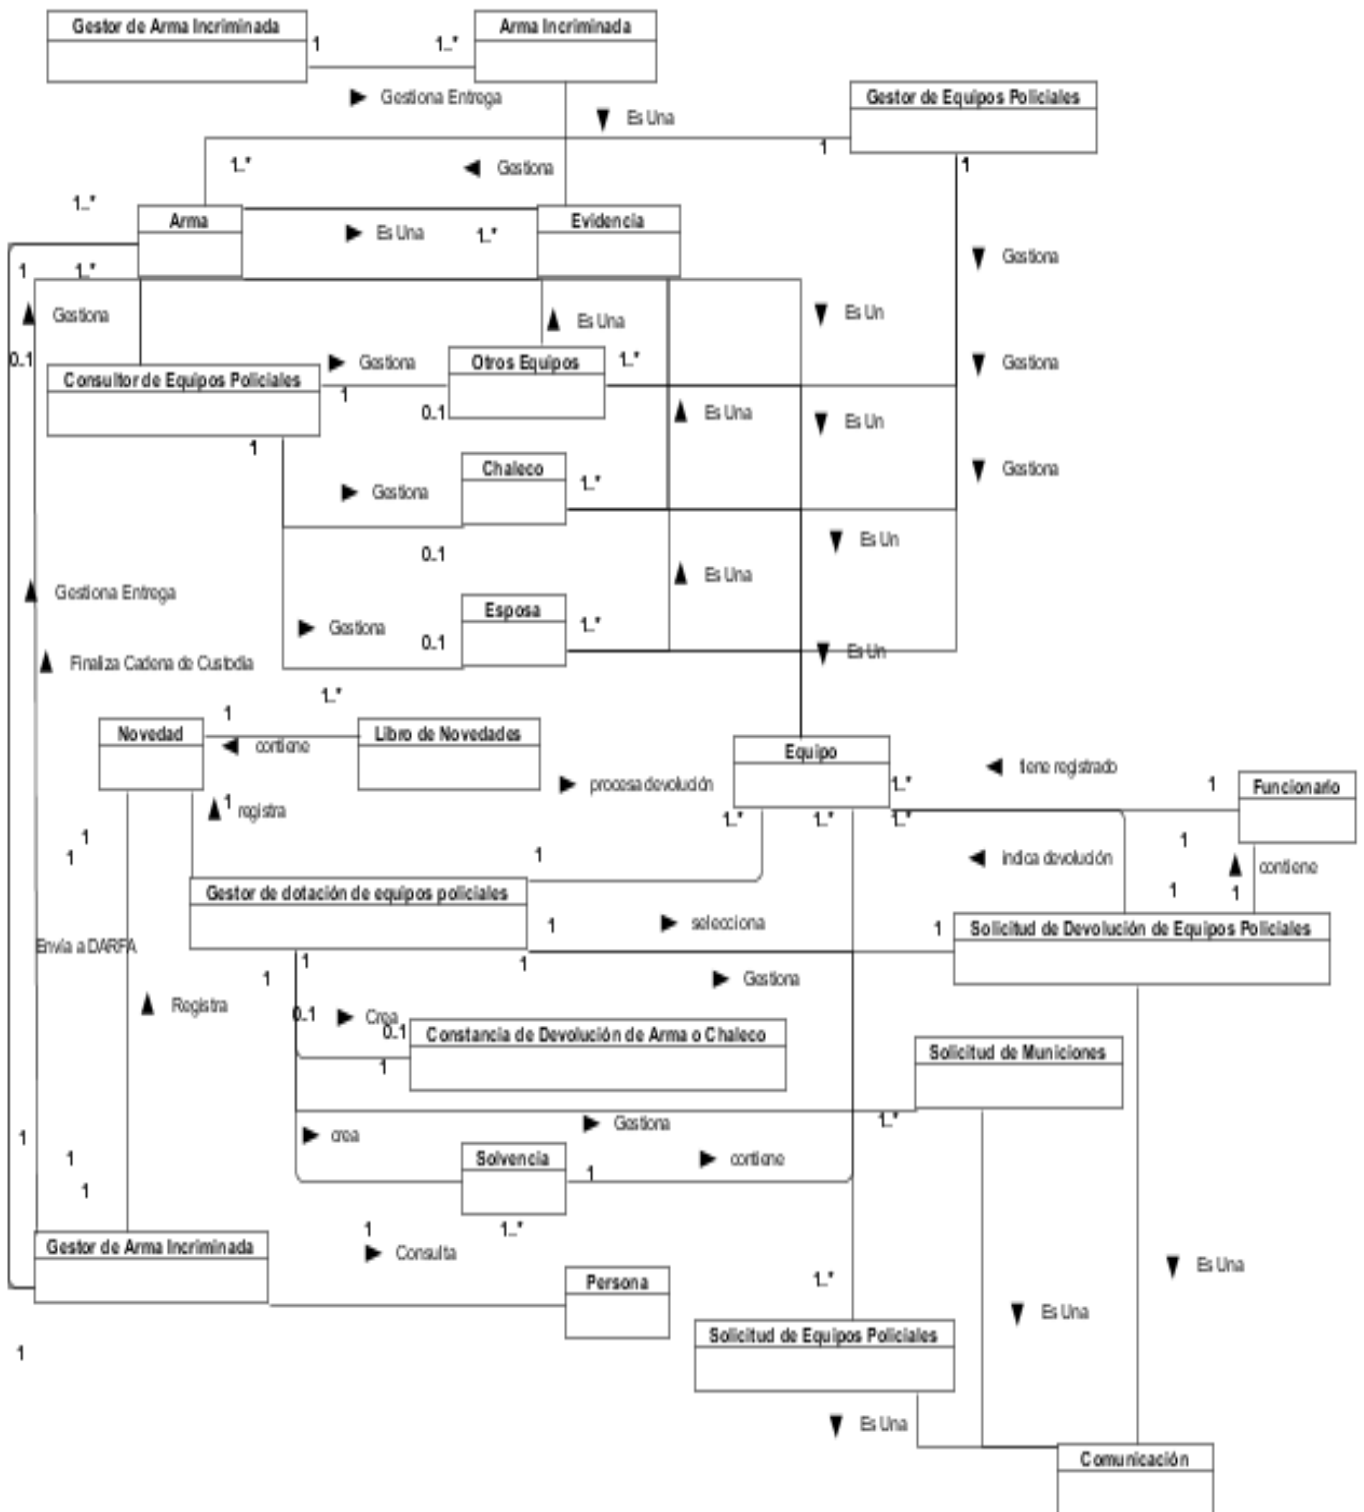 Gestor de Arma Incriminada
Arma Incriminada
1
1..*
Gestiona Entrega
Gestor de Equipos Policiales
Es Una
1
1
1..*
Gestiona
1..*
Arma
Es Una
1..*
Evidencia
Gestiona
1
1..*
Gestiona
Es Una
Es Un
0..1
Consultor de Equipos Policiales
Gestiona
Otros Equipos
1..*
Gestiona
1
0..1
Es Una
Es Un
1
Chaleco
Gestiona
1..*
Gestiona
0..1
Es Un
Es Una
Gestiona Entrega
Esposa
Gestiona
0..1
1..*
Es Un
Finaliza Cadena de Custodia
1..*
1
Novedad
contiene
Libro de Novedades
Equipo
tiene registrado
procesa devolución
1..*
1
Funcionario
1
registra
1..*
1..*
1..*
1
1
1
1
indica devolución
contiene
Gestor de dotación de equipos policiales
1
1
1
selecciona
1
Solicitud de Devolución de Equipos Policiales
Envia a DARFA
1
1
1
Gestiona
Registra
0..1
Crea
0..1
Constancia de Devolución de Arma o Chaleco
1
Solicitud de Municiones
1
crea
Gestiona
1..*
1
Solvencia
1
contiene
1
1
1..*
Gestor de Arma Incriminada
Consulta
Es Una
Persona
1..*
Es Una
1
Solicitud de Equipos Policiales
Es Una
Comunicación